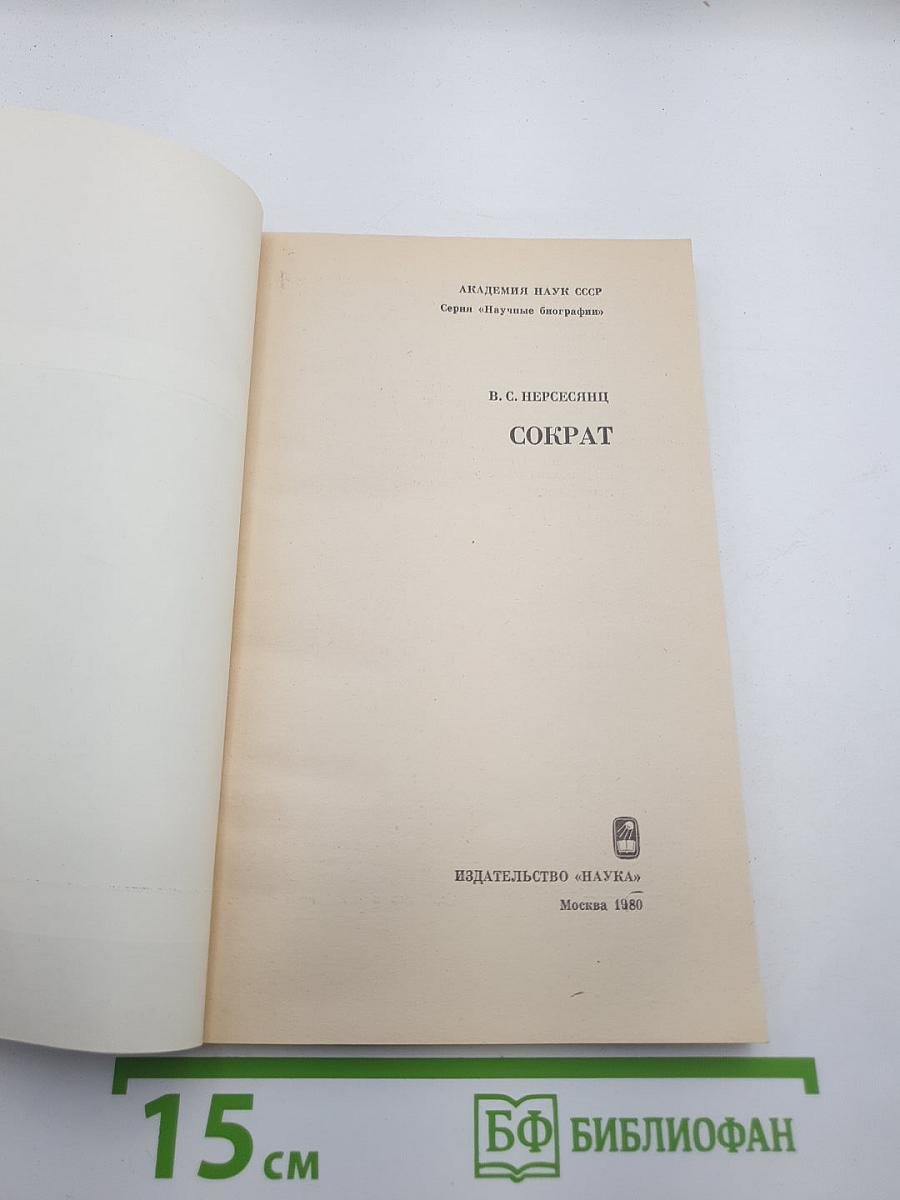 АКАДЕМИЯ НАУК СССР
Серия «Научные биографии»
В. С. НЕРСЕСЯНЦ
СОКРАТ
ИЗДАТЕЛЬСТВО «НАУКА»
Москва 1980
15 см
БФ БИБЛИОФАН